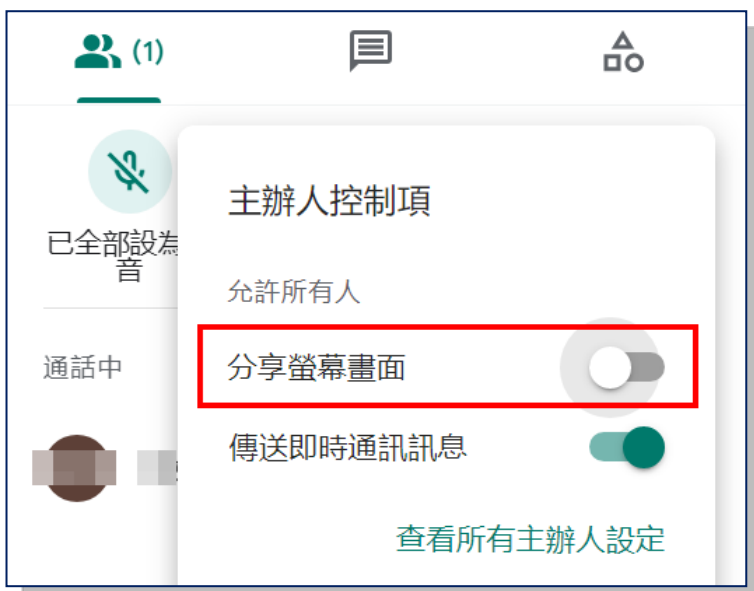 (1)
主辦人控制項
已全部設為
音
允許所有人
分享螢幕畫面
通話中
傳送即時通訊訊息
查看所有主辦人設定